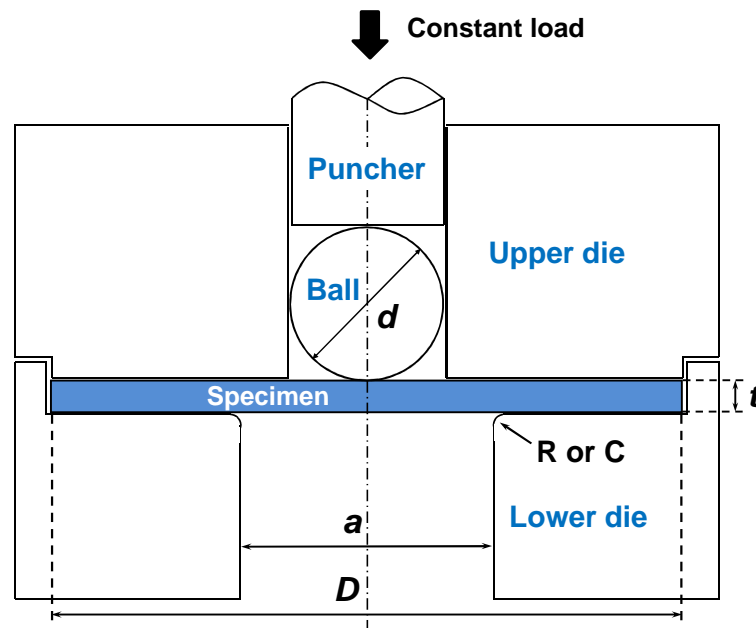 Constant load
Puncher
Upper die
Ball
d
Specimen
t
R or C
Lower die
a
D